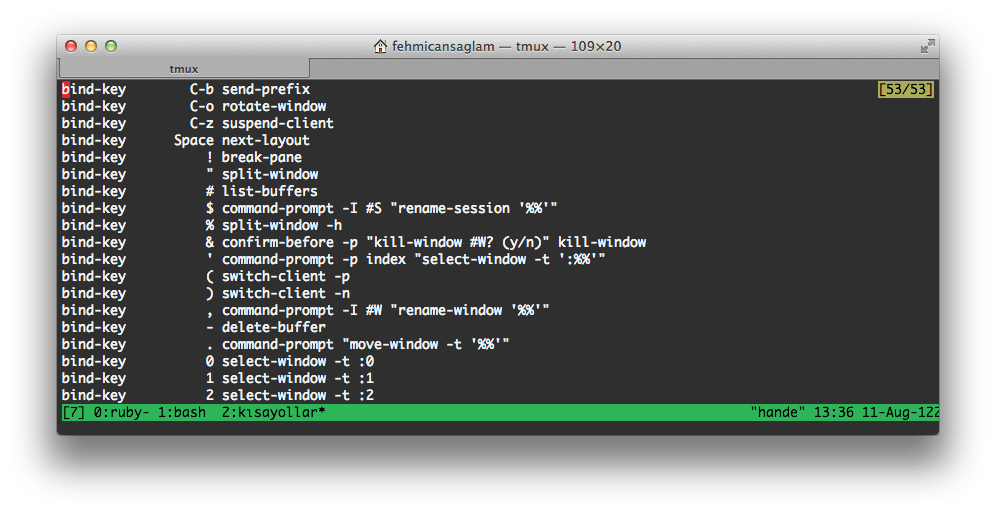 fehmicansaglam — tmux — 109×20
tmux
bind-key        C-b send-prefix [53/53]
bind-key        C-o rotate-window
bind-key        C-z suspend-client
bind-key      Space next-layout
bind-key          ! break-pane
bind-key          " split-window
bind-key          # list-buffers
bind-key          $ command-prompt -I #S "rename-session '%%'"
bind-key          % split-window -h
bind-key          & confirm-before -p "kill-window #W? (y/n)" kill-window
bind-key          ' command-prompt -p index "select-window -t ':%%'"
bind-key          ( switch-client -p
bind-key          ) switch-client -n
bind-key          , command-prompt -I #W "rename-window '%%'"
bind-key          - delete-buffer
bind-key          . command-prompt "move-window -t '%%'"
bind-key          0 select-window -t :0
bind-key          1 select-window -t :1
bind-key          2 select-window -t :2
[7] 0:ruby- 1:bash  2:kısayollar* "hande" 13:36 11-Aug-122